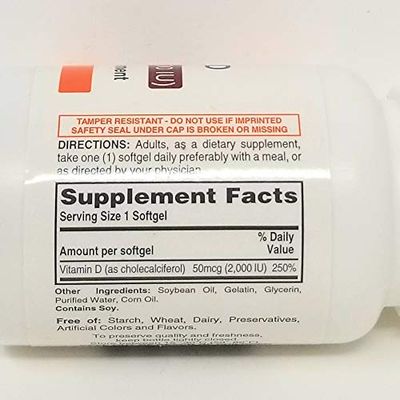 TAMPER RESISTANT - DO NOT USE IF IMPRINTED
SAFETY SEAL UNDER CAP IS BROKEN OR MISSING
DIRECTIONS: Adults, as a dietary supplement,
take one (1) softgel daily preferably with a meal, or
as directed by your physician.
Supplement Facts
Serving Size 1 Softgel
% Daily
Amount per softgel Value
Vitamin D (as cholecalciferol) 50mcg (2,000 IU) 250%
Other Ingredients: Soybean Oil, Gelatin, Glycerin,
Purified Water, Corn Oil.
Contains Soy.
Free of: Starch, Wheat, Dairy, Preservatives,
Artificial Colors and Flavors.
To preserve quality and freshness,
keep bottle tightly closed.